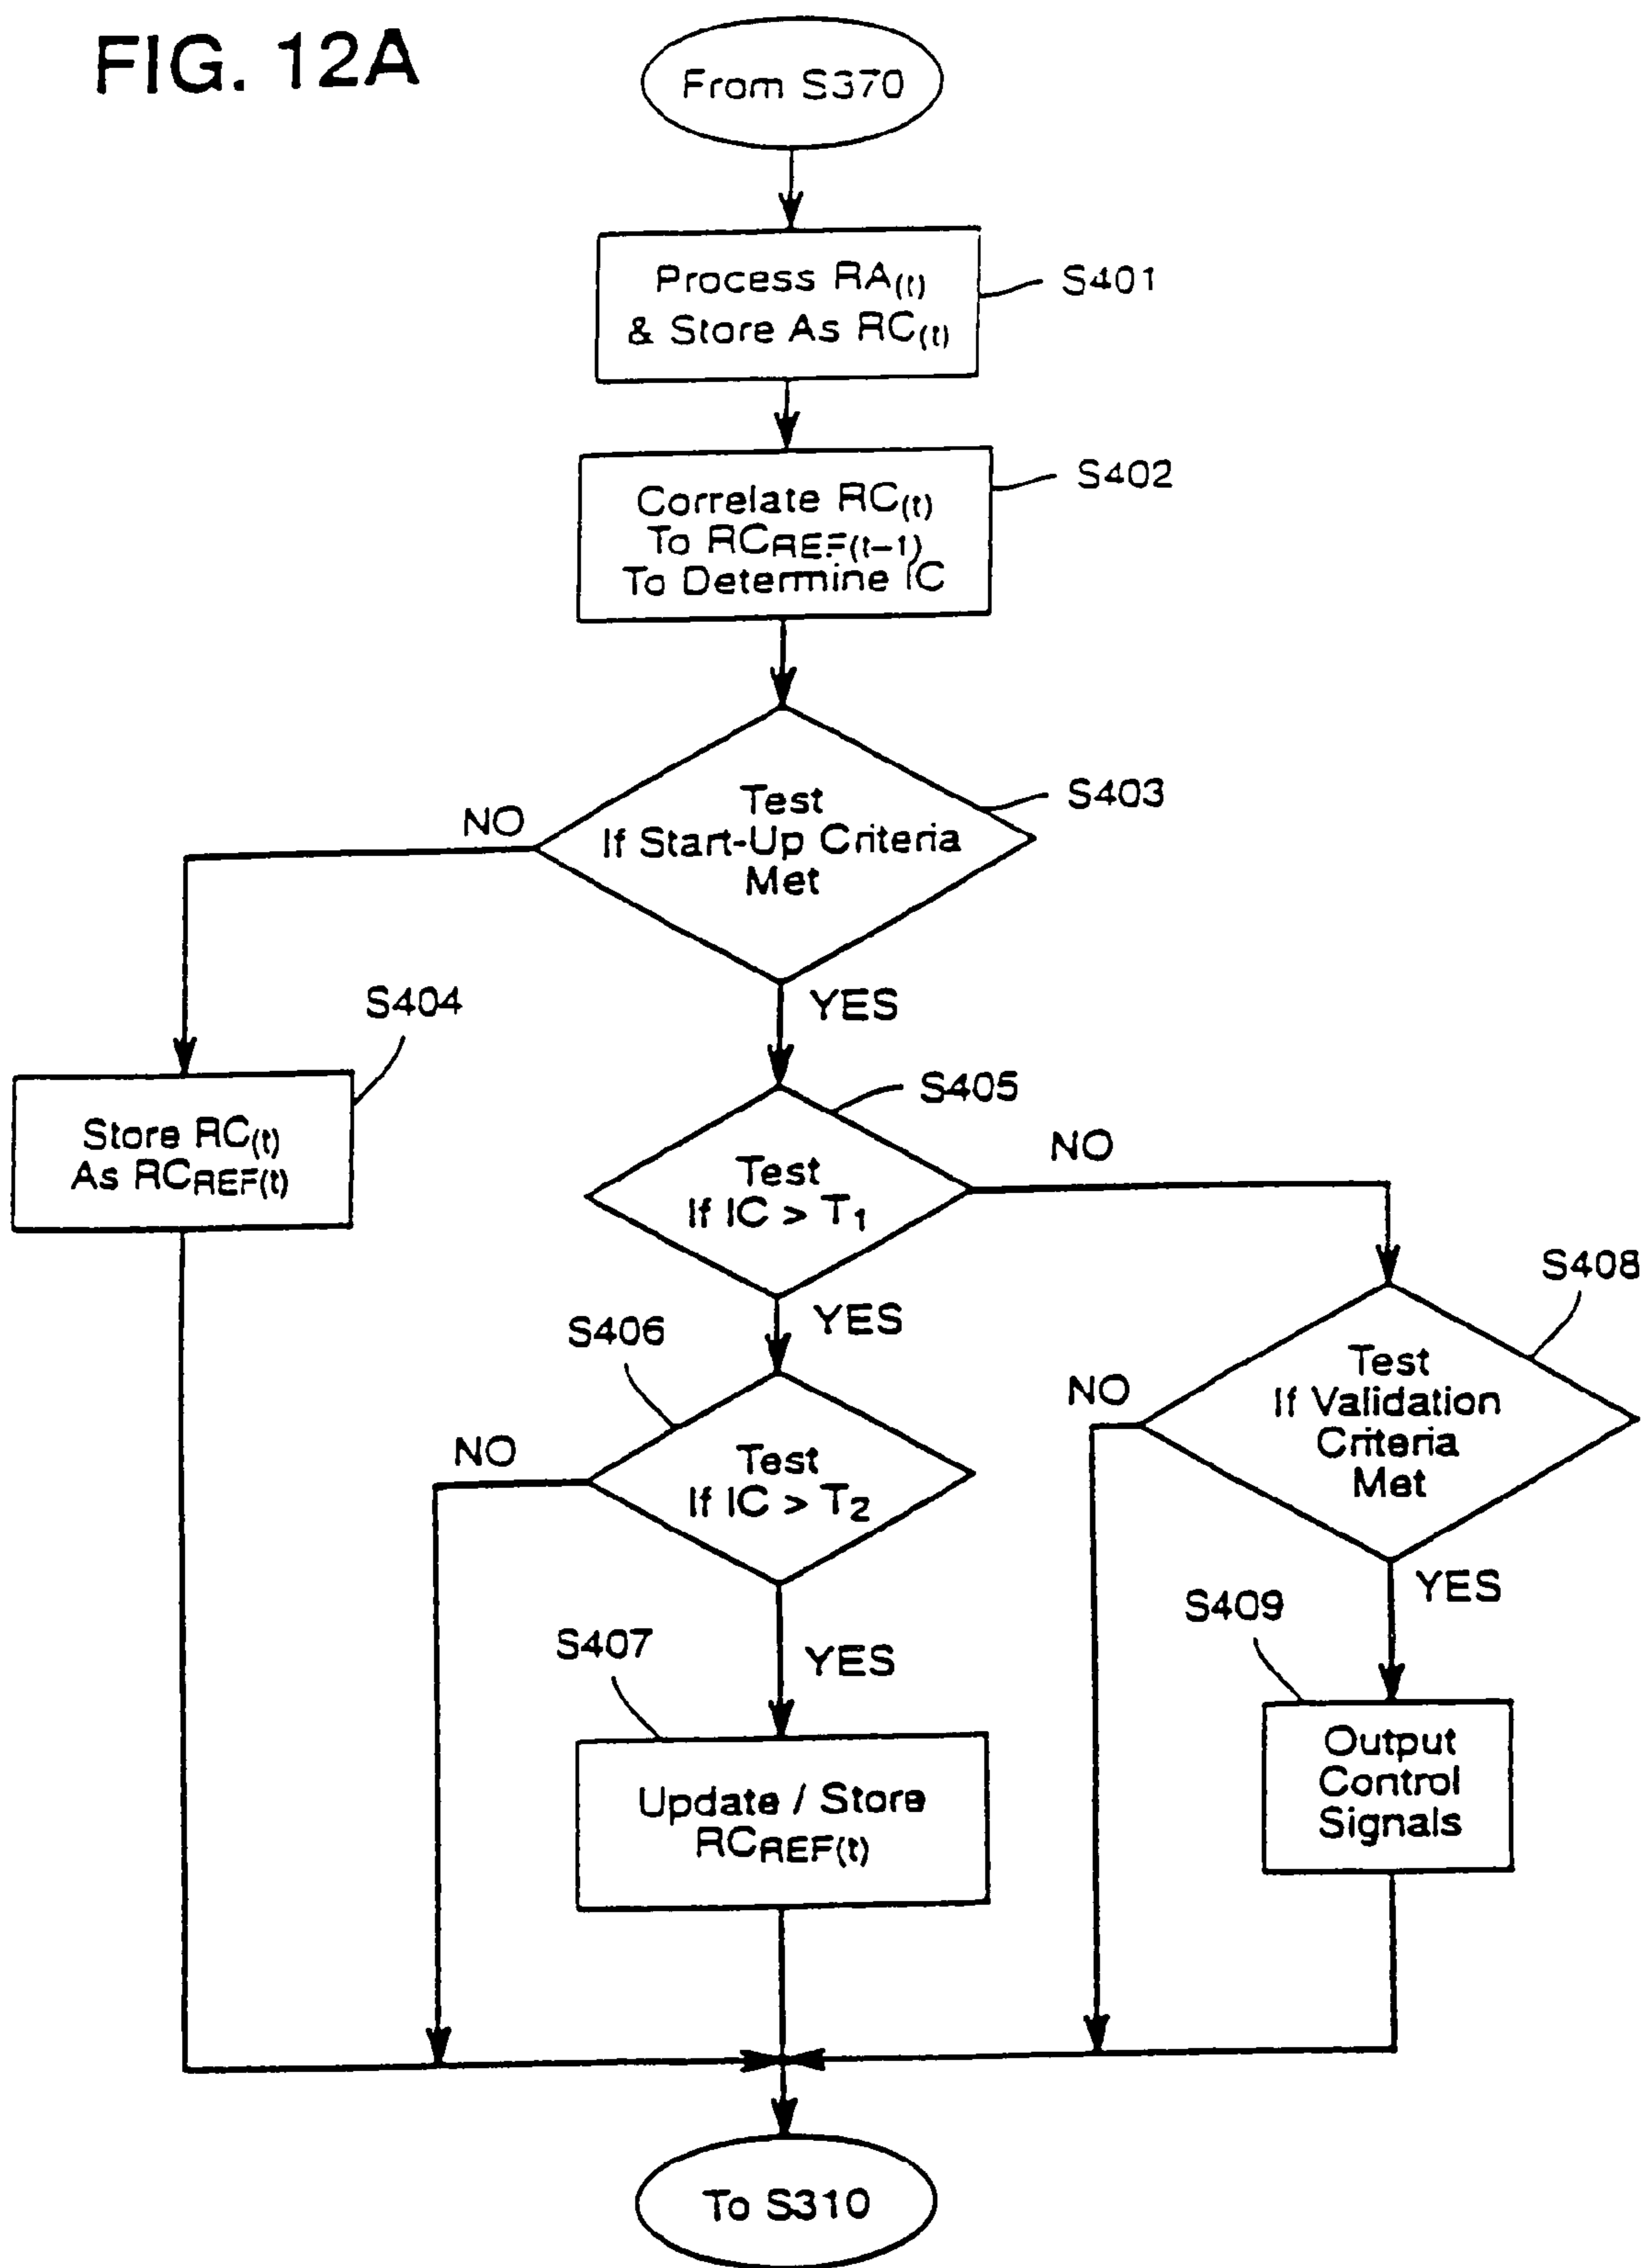 FIG. 12A
From S370
Process RA(t)
& Store As RC(t)
S401
Correlate RC(t)
To RCREF(t–1)
To Determine IC
S402
Test
If Start-Up Criteria
Met
S403
NO
YES
S404
Store RC(t)
As RCREF(t)
S405
Test
If IC > T1
NO
YES
S406
Test
If IC > T2
NO
YES
S408
Test
If Validation
Criteria
Met
NO
YES
S407
Update / Store
RCREF(t)
S409
Output
Control
Signals
To S310